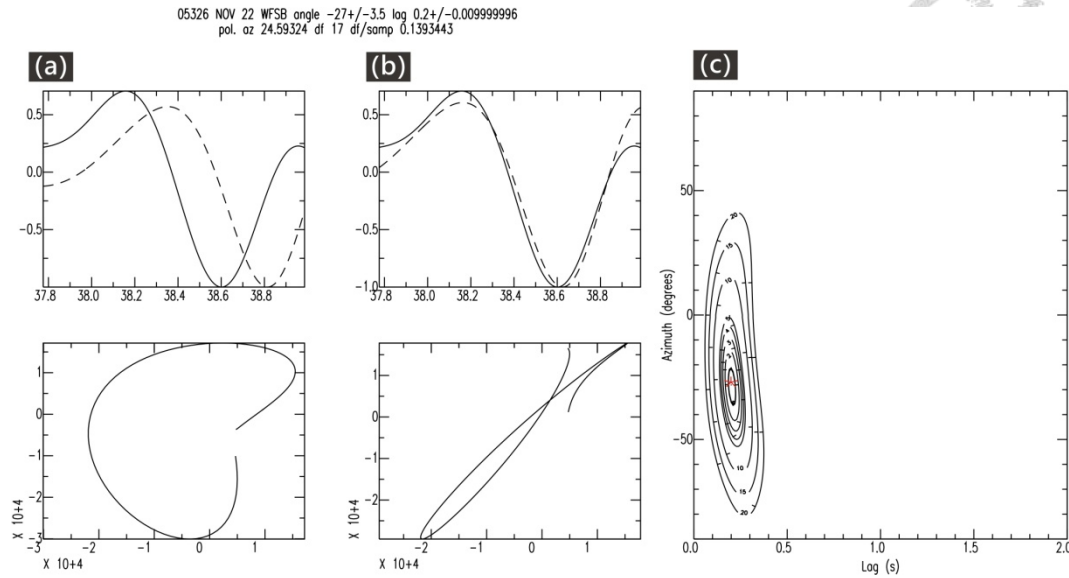 05326 NOV 22 WFSB angle -27+/-3.5 log 0.2+/-0.009999996
pol. az 24.59324 df 17 df/samp 0.1393443
(a)
(b)
(c)
0.5
0.0
-0.5
37.8 38.0 38.2 38.4 38.6 38.8
0.5
0.0
-0.5
-1.0
37.8 38.0 38.2 38.4 38.6 38.8
1
0
-1
-2
-3
X 10+4
-2 -1 0 1
X 10+4
1
0
-1
-2
X 10+4
-2 -1 0 1
X 10+4
50
0
-50
Azimuth (degrees)
20
15
10
10
15
20
0.0 0.5 1.0 1.5 2.0
Log (s)